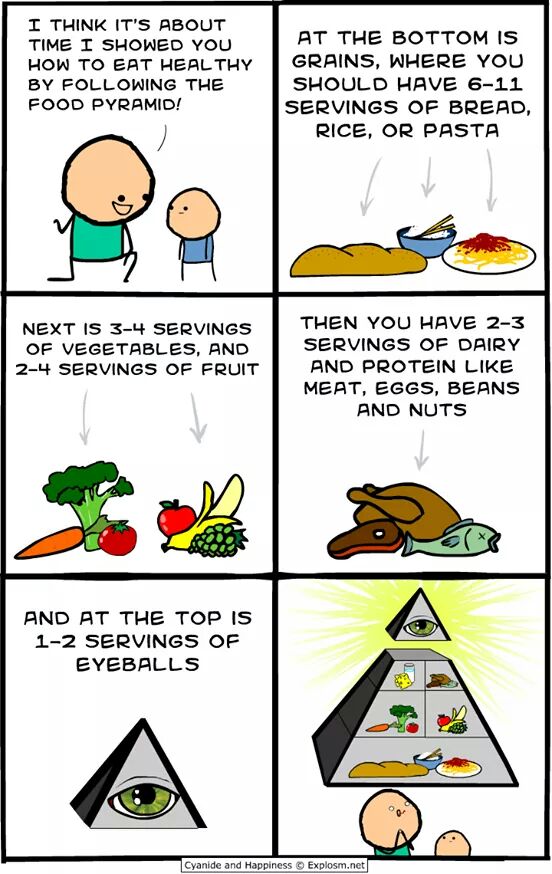 I THINK IT'S ABOUT
TIME I SHOWED YOU
HOW TO EAT HEALTHY
BY FOLLOWING THE
FOOD PYRAMID!
AT THE BOTTOM IS
GRAINS, WHERE YOU
SHOULD HAVE 6-11
SERVINGS OF BREAD,
RICE, OR PASTA
NEXT IS 3-4 SERVINGS
OF VEGETABLES, AND
2-4 SERVINGS OF FRUIT
THEN YOU HAVE 2-3
SERVINGS OF DAIRY
AND PROTEIN LIKE
MEAT, EGGS, BEANS
AND NUTS
AND AT THE TOP IS
1-2 SERVINGS OF
EYEBALLS
Cyanide and Happiness © Explosm.net